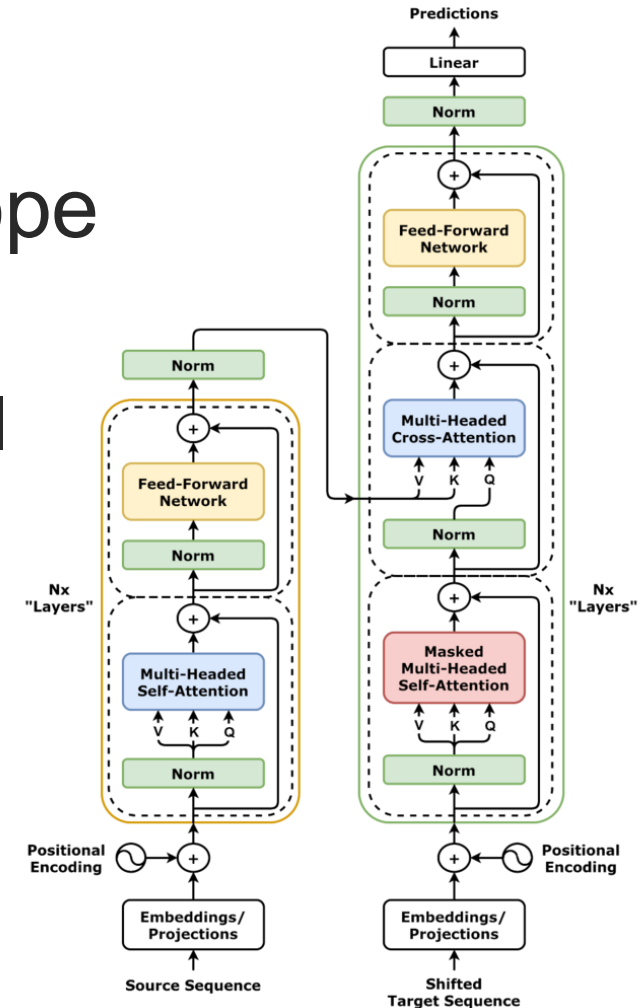 Predictions
Linear
Norm
+
Feed-Forward
Network
Norm
+
Multi-Headed
Cross-Attention
V K Q
Norm
+
Masked
Multi-Headed
Self-Attention
V K Q
Norm
Nx
"Layers"
+
Positional
Encoding
Embeddings/
Projections
Shifted
Target Sequence
ope
Norm
+
Feed-Forward
Network
Norm
Nx
"Layers"
+
Multi-Headed
Self-Attention
V K Q
Norm
Positional
Encoding
+
Embeddings/
Projections
Source Sequence